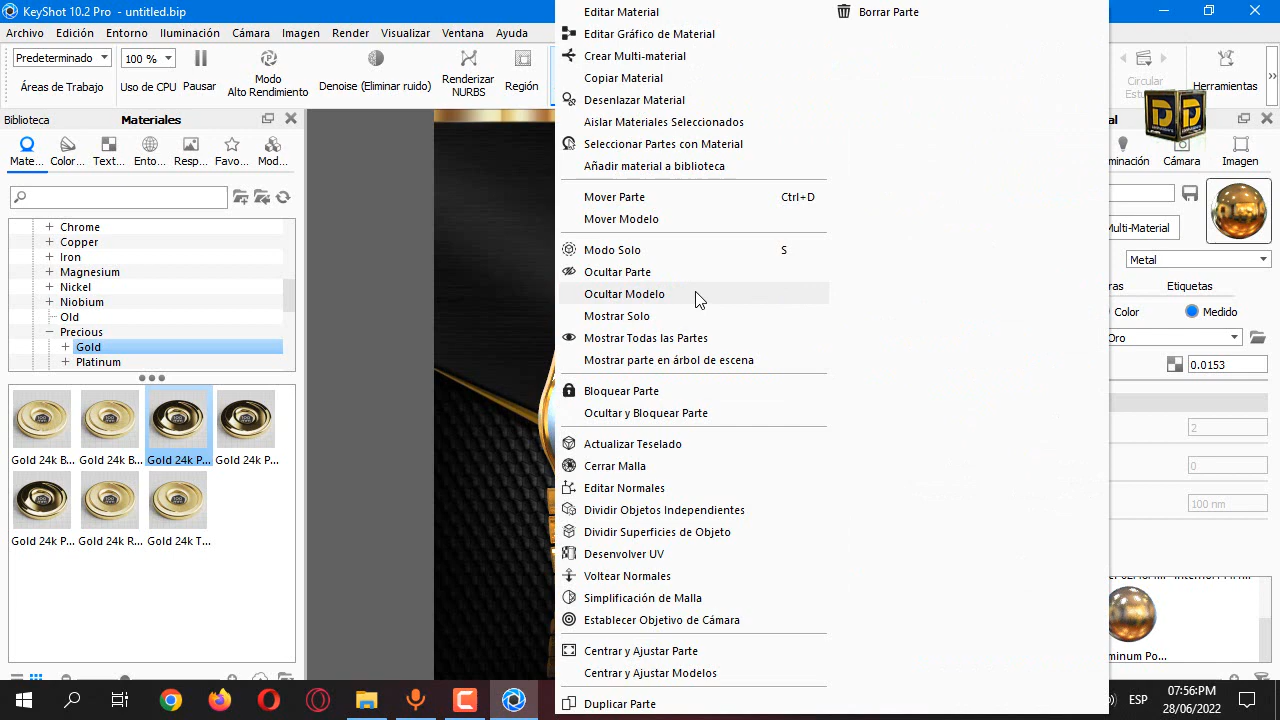 KeyShot 10.2 Pro - untitled.bip
Archivo Edición Entorno Iluminación Cámara Imagen Render Visualizar Ventana Ayuda
Predeterminado
Áreas de Trabajo
100 %
Uso de CPU
Pausar
Modo
Alto Rendimiento
Denoise (Eliminar ruido)
Renderizar
NURBS
Región
Circular
Herramientas
Biblioteca
Materiales
Mate... Color... Text... Ento... Resp... Favo... Mod...
Chrome
Copper
Iron
Magnesium
Nickel
Niobium
Old
Precious
Gold
Platinum
Gold 24k B... Gold 24k B... Gold 24k P... Gold 24k P...
Gold 24k P... Gold 24k R... Gold 24k T...
Editar Material
Editar Gráfico de Material
Crear Multi-material
Copiar Material
Desenlazar Material
Aislar Materiales Seleccionados
Seleccionar Partes con Material
Añadir material a biblioteca
Mover Parte Ctrl+D
Mover Modelo
Modo Solo S
Ocultar Parte
Ocultar Modelo
Mostrar Solo
Mostrar Todas las Partes
Mostrar parte en árbol de escena
Bloquear Parte
Ocultar y Bloquear Parte
Actualizar Teselado
Cerrar Malla
Editar Normales
Dividir Objetos Independientes
Dividir Superficies de Objeto
Desenvolver UV
Voltear Normales
Simplificación de Malla
Establecer Objetivo de Cámara
Centrar y Ajustar Parte
Centrar y Ajustar Modelos
Duplicar Parte
Borrar Parte
al
minación Cámara Imagen
Multi-Material
Metal
ras Etiquetas
Color Medido
Oro
0.0153
2
0
100 nm
minum Po...
ESP
07:56PM
28/06/2022